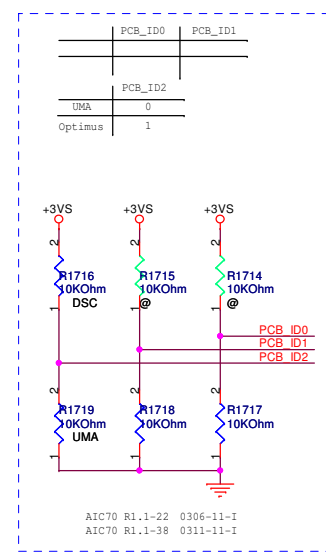 PCB_ID0 PCB_ID1
PCB_ID2
UMA 0
Optimus 1
+3VS +3VS +3VS
2 2 2
R1716 R1715 R1714
10KOhm 10KOhm 10KOhm
DSC @ @
1 1 1
PCB_ID0
PCB_ID1
PCB_ID2
2 2 2
R1719 R1718 R1717
10KOhm 10KOhm 10KOhm
UMA
1 1 1
AIC70 R1.1-22 0306-11-I
AIC70 R1.1-38 0311-11-I